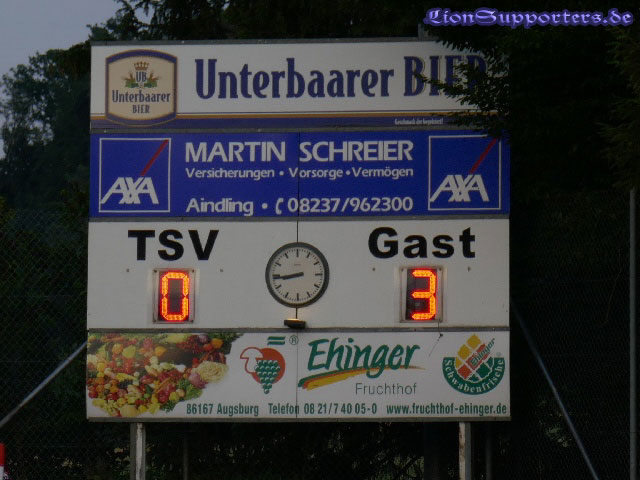 LionSupporters.de
UB
Unterbaarer
BIER
Unterbaarer BIER
AXA
MARTIN SCHREIER
Versicherungen • Vorsorge • Vermögen
Aindling • ✆ 08237/962300
AXA
TSV
Gast
0
3
Ehinger
Fruchthof
Schwabenfrische
86167 Augsburg Telefon 08 21/7 40 05-0 www.fruchthof-ehinger.de